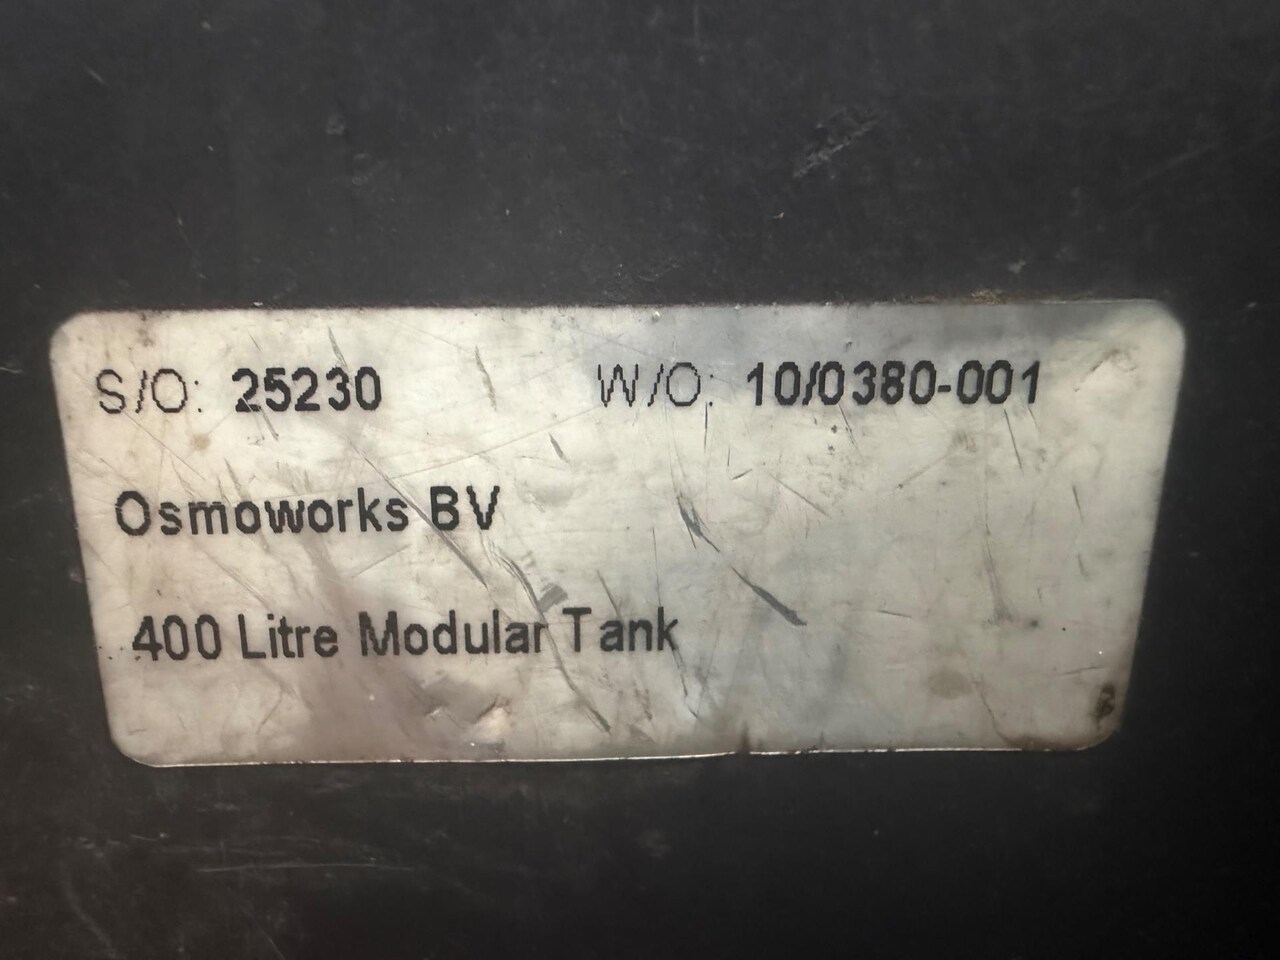 S/O: 25230 W/O: 10/0380-001
Osmoworks BV
400 Litre Modular Tank